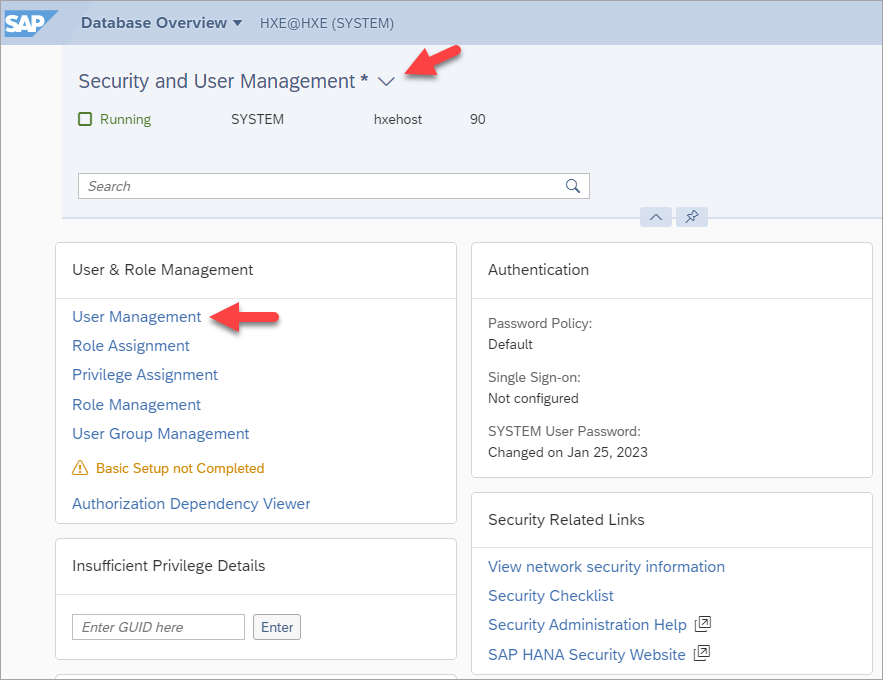 SAP Database Overview HXE@HXE (SYSTEM)
Security and User Management *
Running SYSTEM hxehost 90
Search
User & Role Management
User Management
Role Assignment
Privilege Assignment
Role Management
User Group Management
Basic Setup not Completed
Authorization Dependency Viewer
Insufficient Privilege Details
Enter GUID here Enter
Authentication
Password Policy:
Default
Single Sign-on:
Not configured
SYSTEM User Password:
Changed on Jan 25, 2023
Security Related Links
View network security information
Security Checklist
Security Administration Help
SAP HANA Security Website